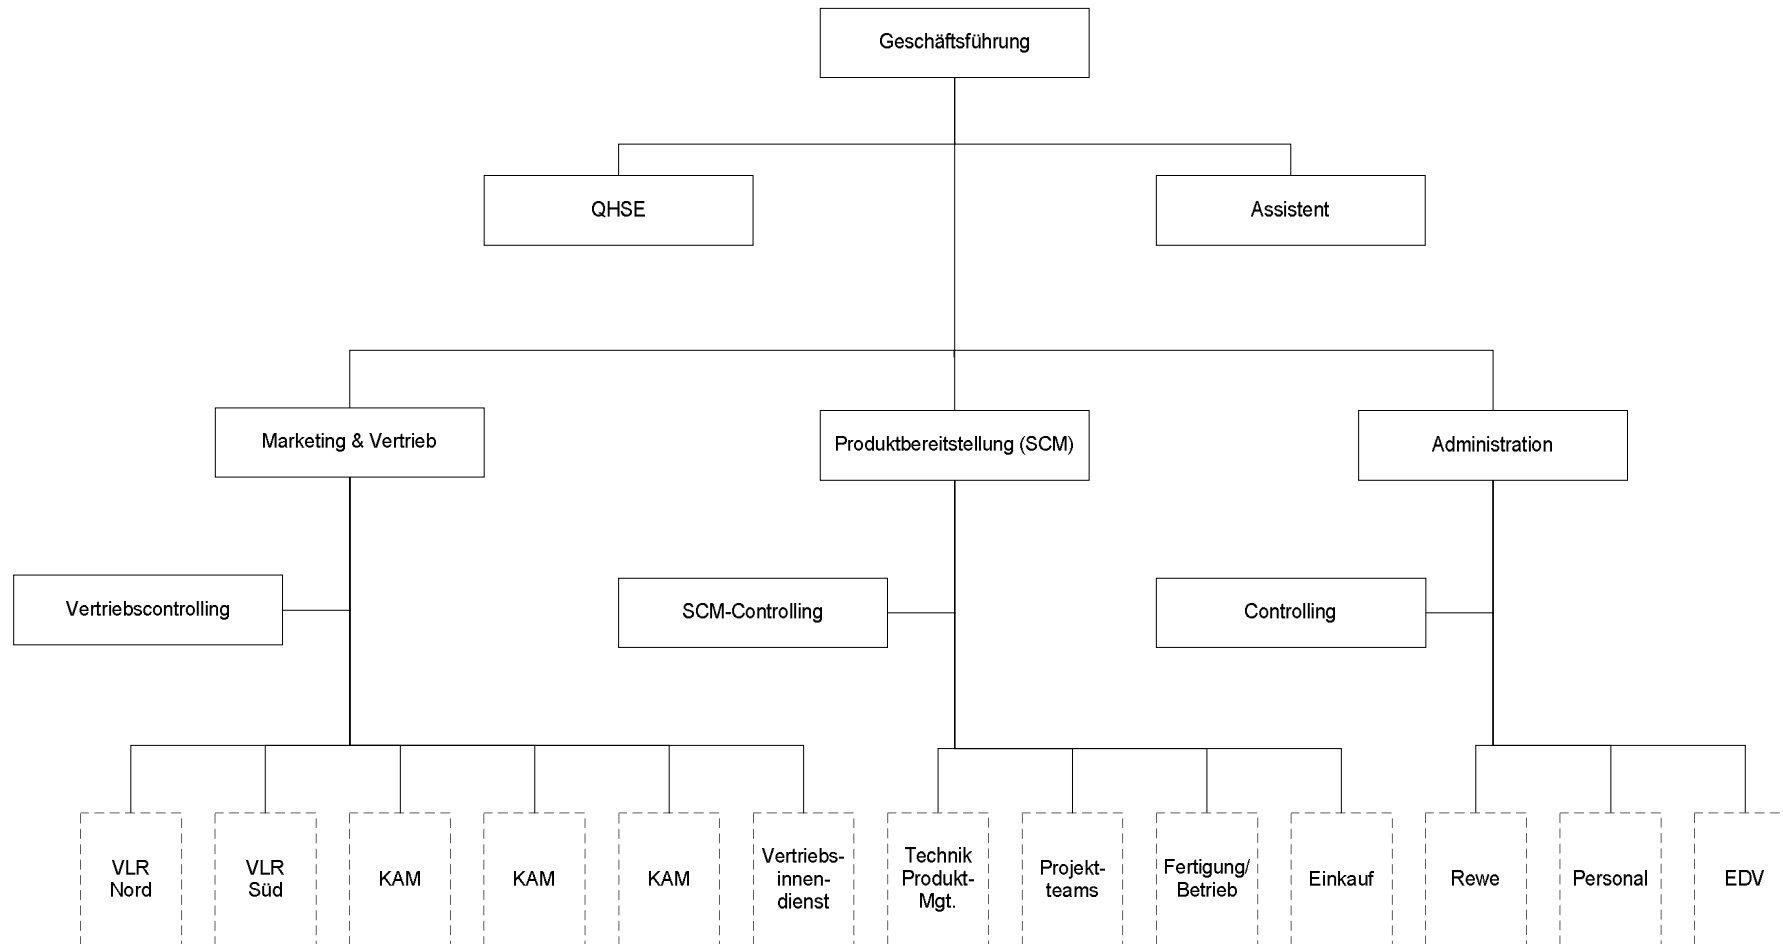 Geschäftsführung
QHSE
Assistent
Marketing & Vertrieb
Produktbereitstellung (SCM)
Administration
Vertriebscontrolling
SCM-Controlling
Controlling
VLR
Nord
VLR
Süd
KAM
KAM
KAM
Vertriebs-
innen-
dienst
Technik
Produkt-
Mgt.
Projekt-
teams
Fertigung/
Betrieb
Einkauf
Rewe
Personal
EDV